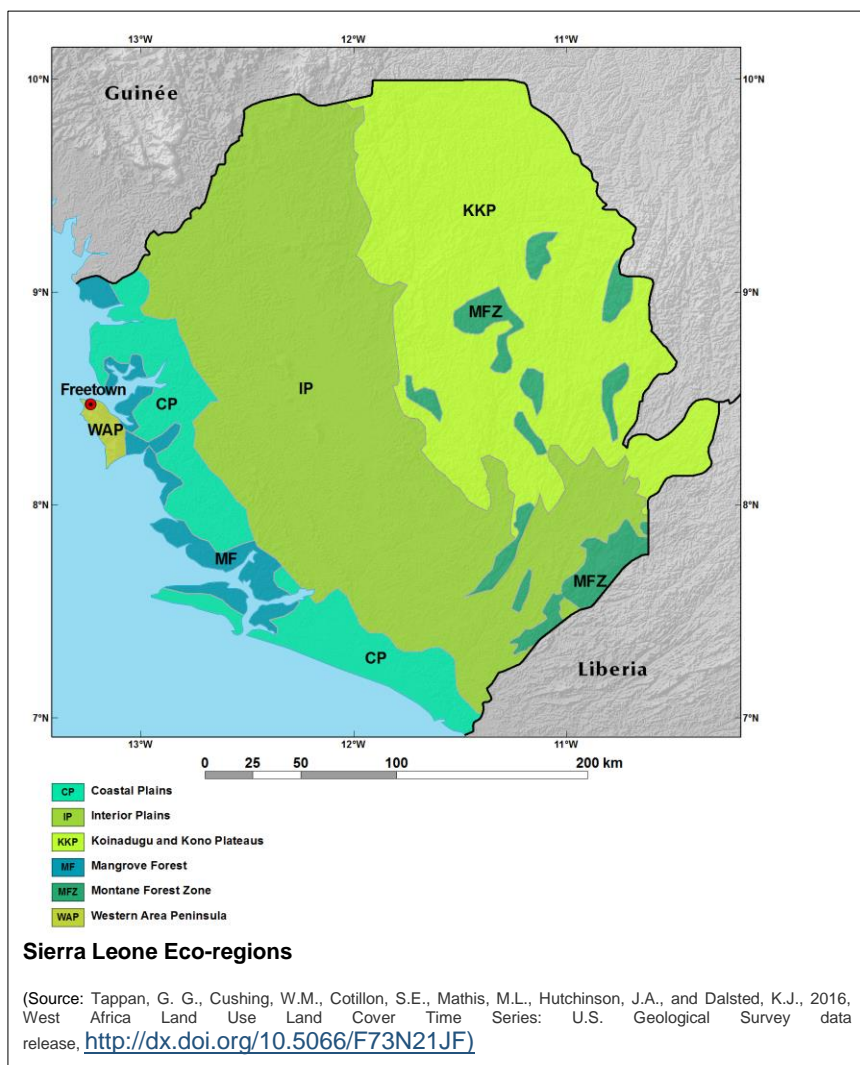 13°W 12°W 11°W
10°N 10°N
Guinée
KKP
9°N 9°N
MFZ
Freetown
CP
IP
WAP
8°N 8°N
MF
MFZ
CP
Liberia
7°N 7°N
13°W 12°W 11°W
0 25 50 100 200 km
CP Coastal Plains
IP Interior Plains
KKP Koinadugu and Kono Plateaus
MF Mangrove Forest
MFZ Montane Forest Zone
WAP Western Area Peninsula
Sierra Leone Eco-regions
(Source: Tappan, G. G., Cushing, W.M., Cotillon, S.E., Mathis, M.L., Hutchinson, J.A., and Dalsted, K.J., 2016,
West Africa Land Use Land Cover Time Series: U.S. Geological Survey data
release, http://dx.doi.org/10.5066/F73N21JF)